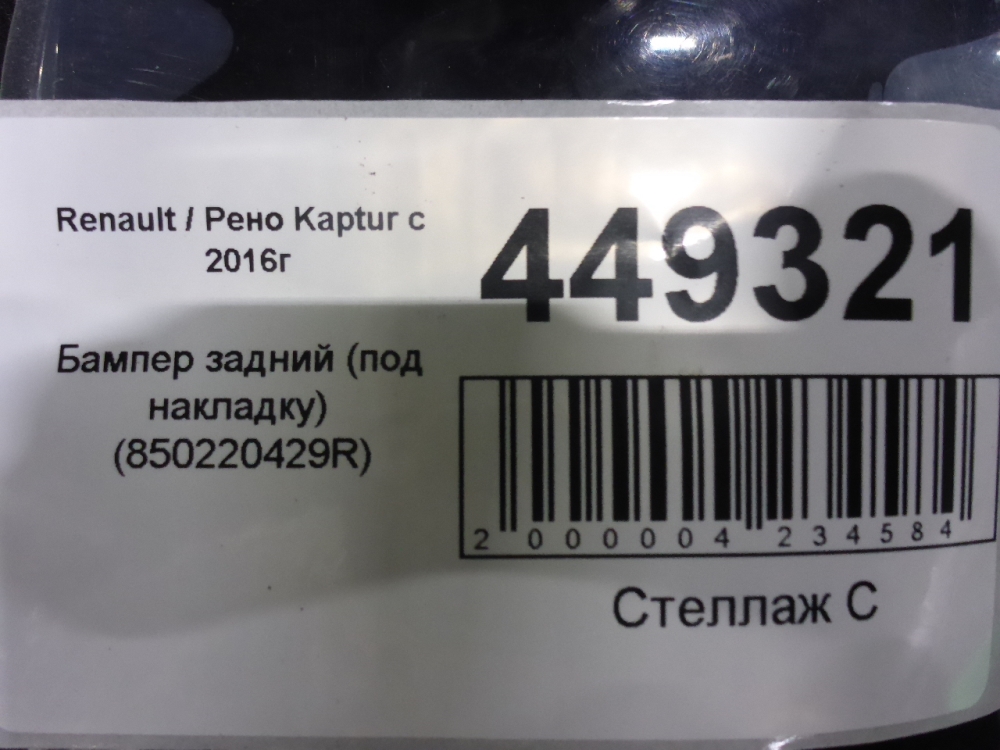 Renault / Рено Kaptur с
2016г
449321
Бампер задний (под
накладку)
(850220429R)
2 000004 234584
Стеллаж С